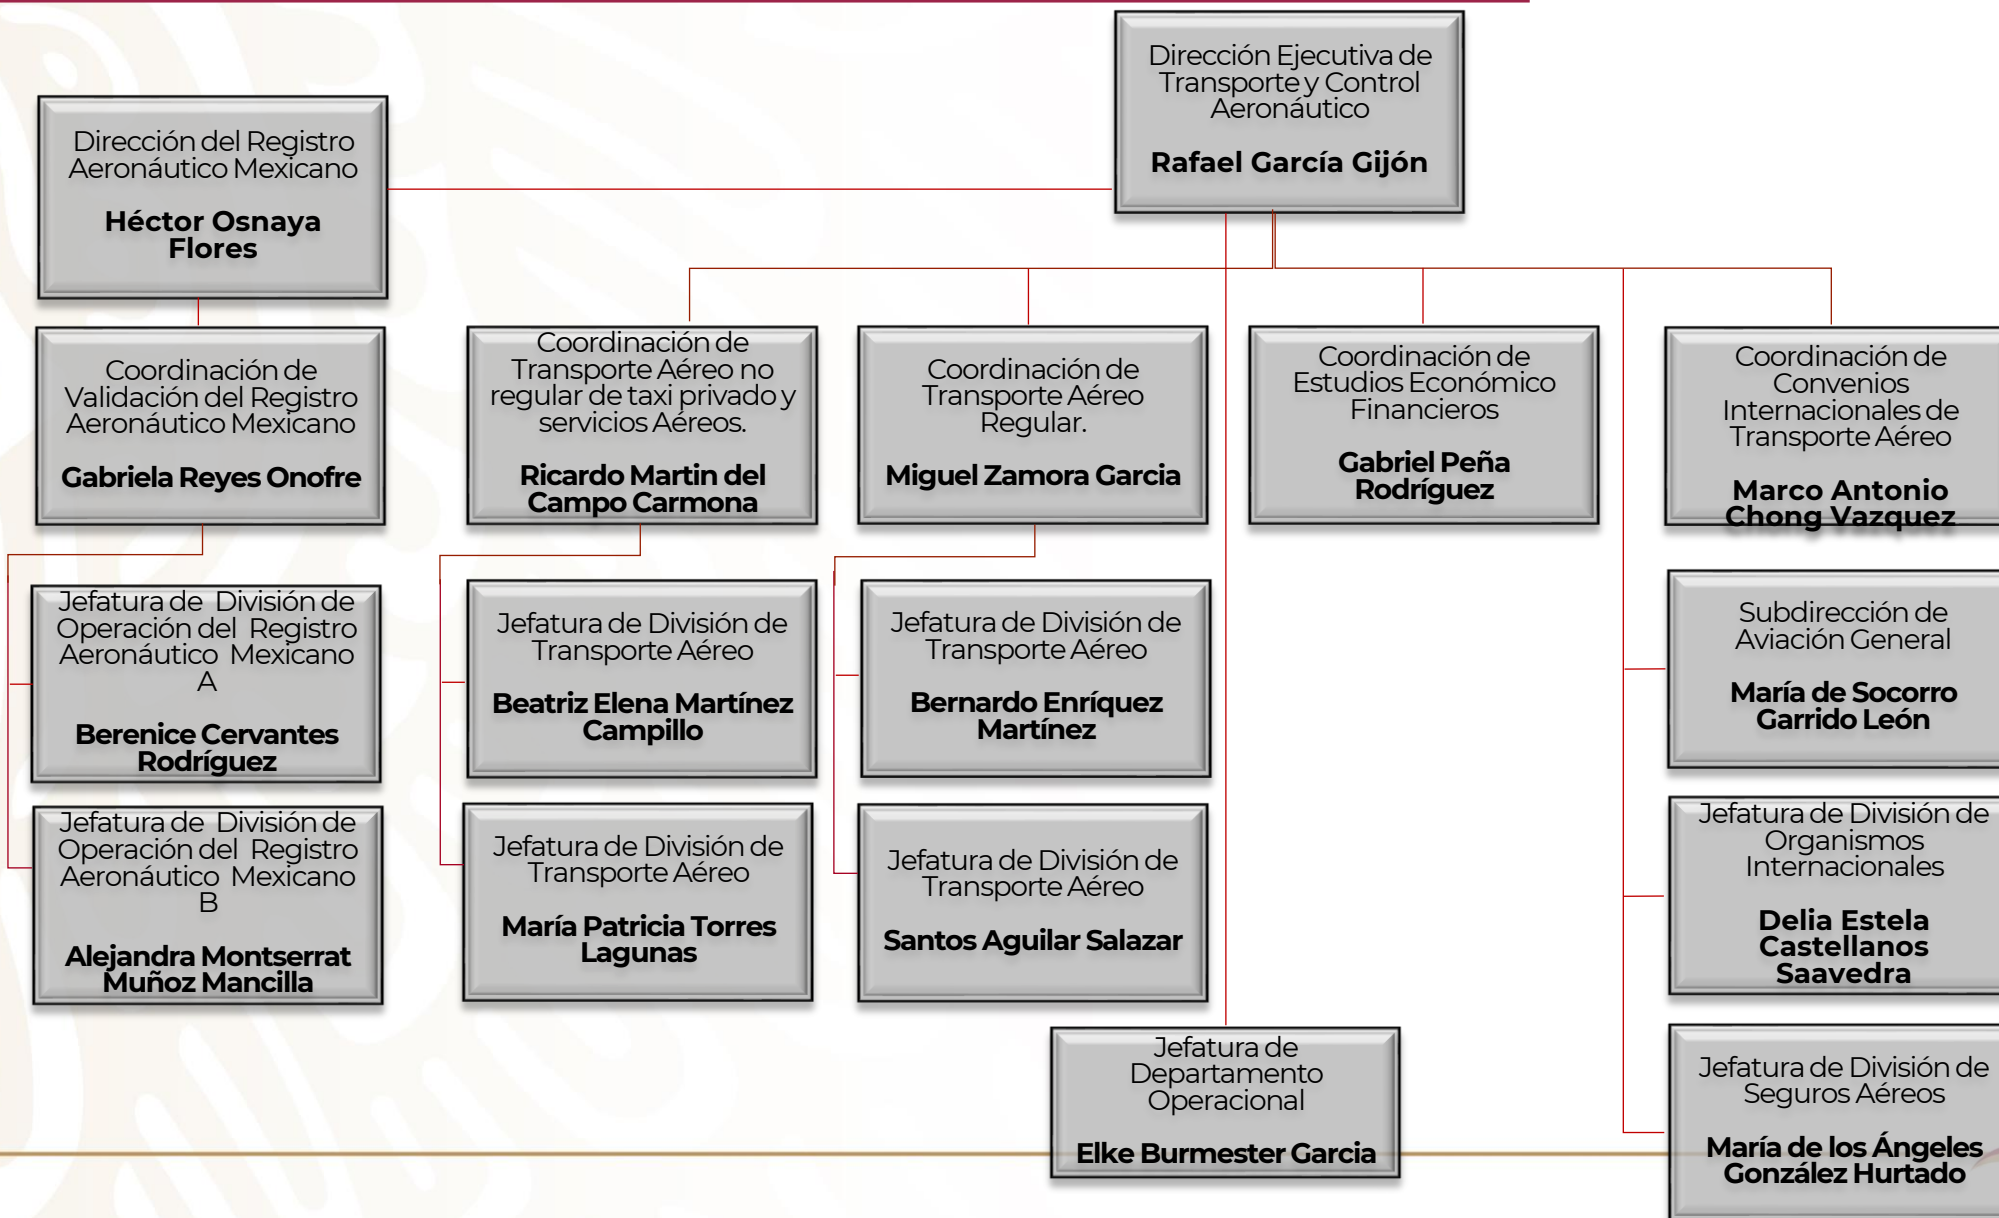 Dirección Ejecutiva de
Transporte y Control
Aeronáutico
Rafael García Gijón
Dirección del Registro
Aeronáutico Mexicano
Héctor Osnaya
Flores
Coordinación de
Validación del Registro
Aeronáutico Mexicano
Gabriela Reyes Onofre
Coordinación de
Transporte Aéreo no
regular de taxi privado y
servicios Aéreos.
Ricardo Martin del
Campo Carmona
Coordinación de
Transporte Aéreo
Regular.
Miguel Zamora Garcia
Coordinación de
Estudios Económico
Financieros
Gabriel Peña
Rodríguez
Coordinación de
Convenios
Internacionales de
Transporte Aéreo
Marco Antonio
Chong Vazquez
Jefatura de División de
Operación del Registro
Aeronáutico Mexicano
A
Berenice Cervantes
Rodríguez
Jefatura de División de
Transporte Aéreo
Beatriz Elena Martínez
Campillo
Jefatura de División de
Transporte Aéreo
Bernardo Enríquez
Martínez
Subdirección de
Aviación General
María de Socorro
Garrido León
Jefatura de División de
Operación del Registro
Aeronáutico Mexicano
B
Alejandra Montserrat
Muñoz Mancilla
Jefatura de División de
Transporte Aéreo
María Patricia Torres
Lagunas
Jefatura de División de
Transporte Aéreo
Santos Aguilar Salazar
Jefatura de División de
Organismos
Internacionales
Delia Estela
Castellanos
Saavedra
Jefatura de
Departamento
Operacional
Elke Burmester Garcia
Jefatura de División de
Seguros Aéreos
María de los Ángeles
González Hurtado